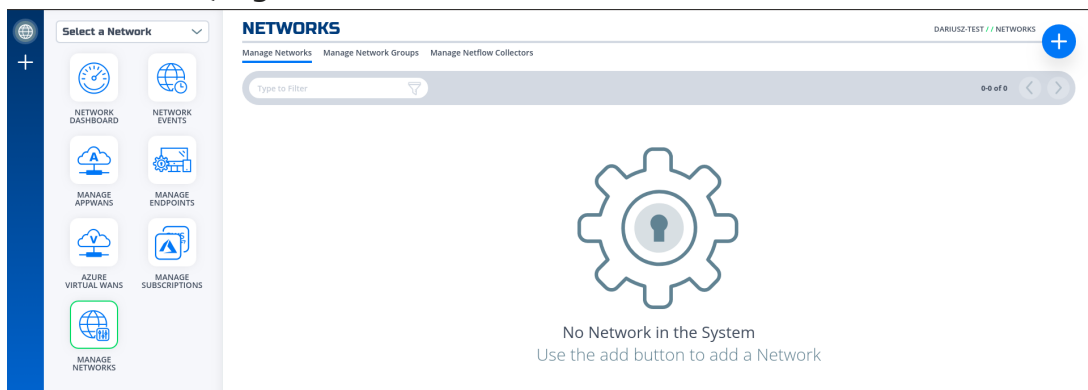 Select a Network
NETWORK
DASHBOARD
NETWORK
EVENTS
A
MANAGE
APPWANS
MANAGE
ENDPOINTS
V
AZURE
VIRTUAL WANS
MANAGE
SUBSCRIPTIONS
MANAGE
NETWORKS
NETWORKS
DARIUSZ-TEST / / NETWORKS
Manage Networks Manage Network Groups Manage Netflow Collectors
Type to Filter
0-0 of 0
No Network in the System
Use the add button to add a Network